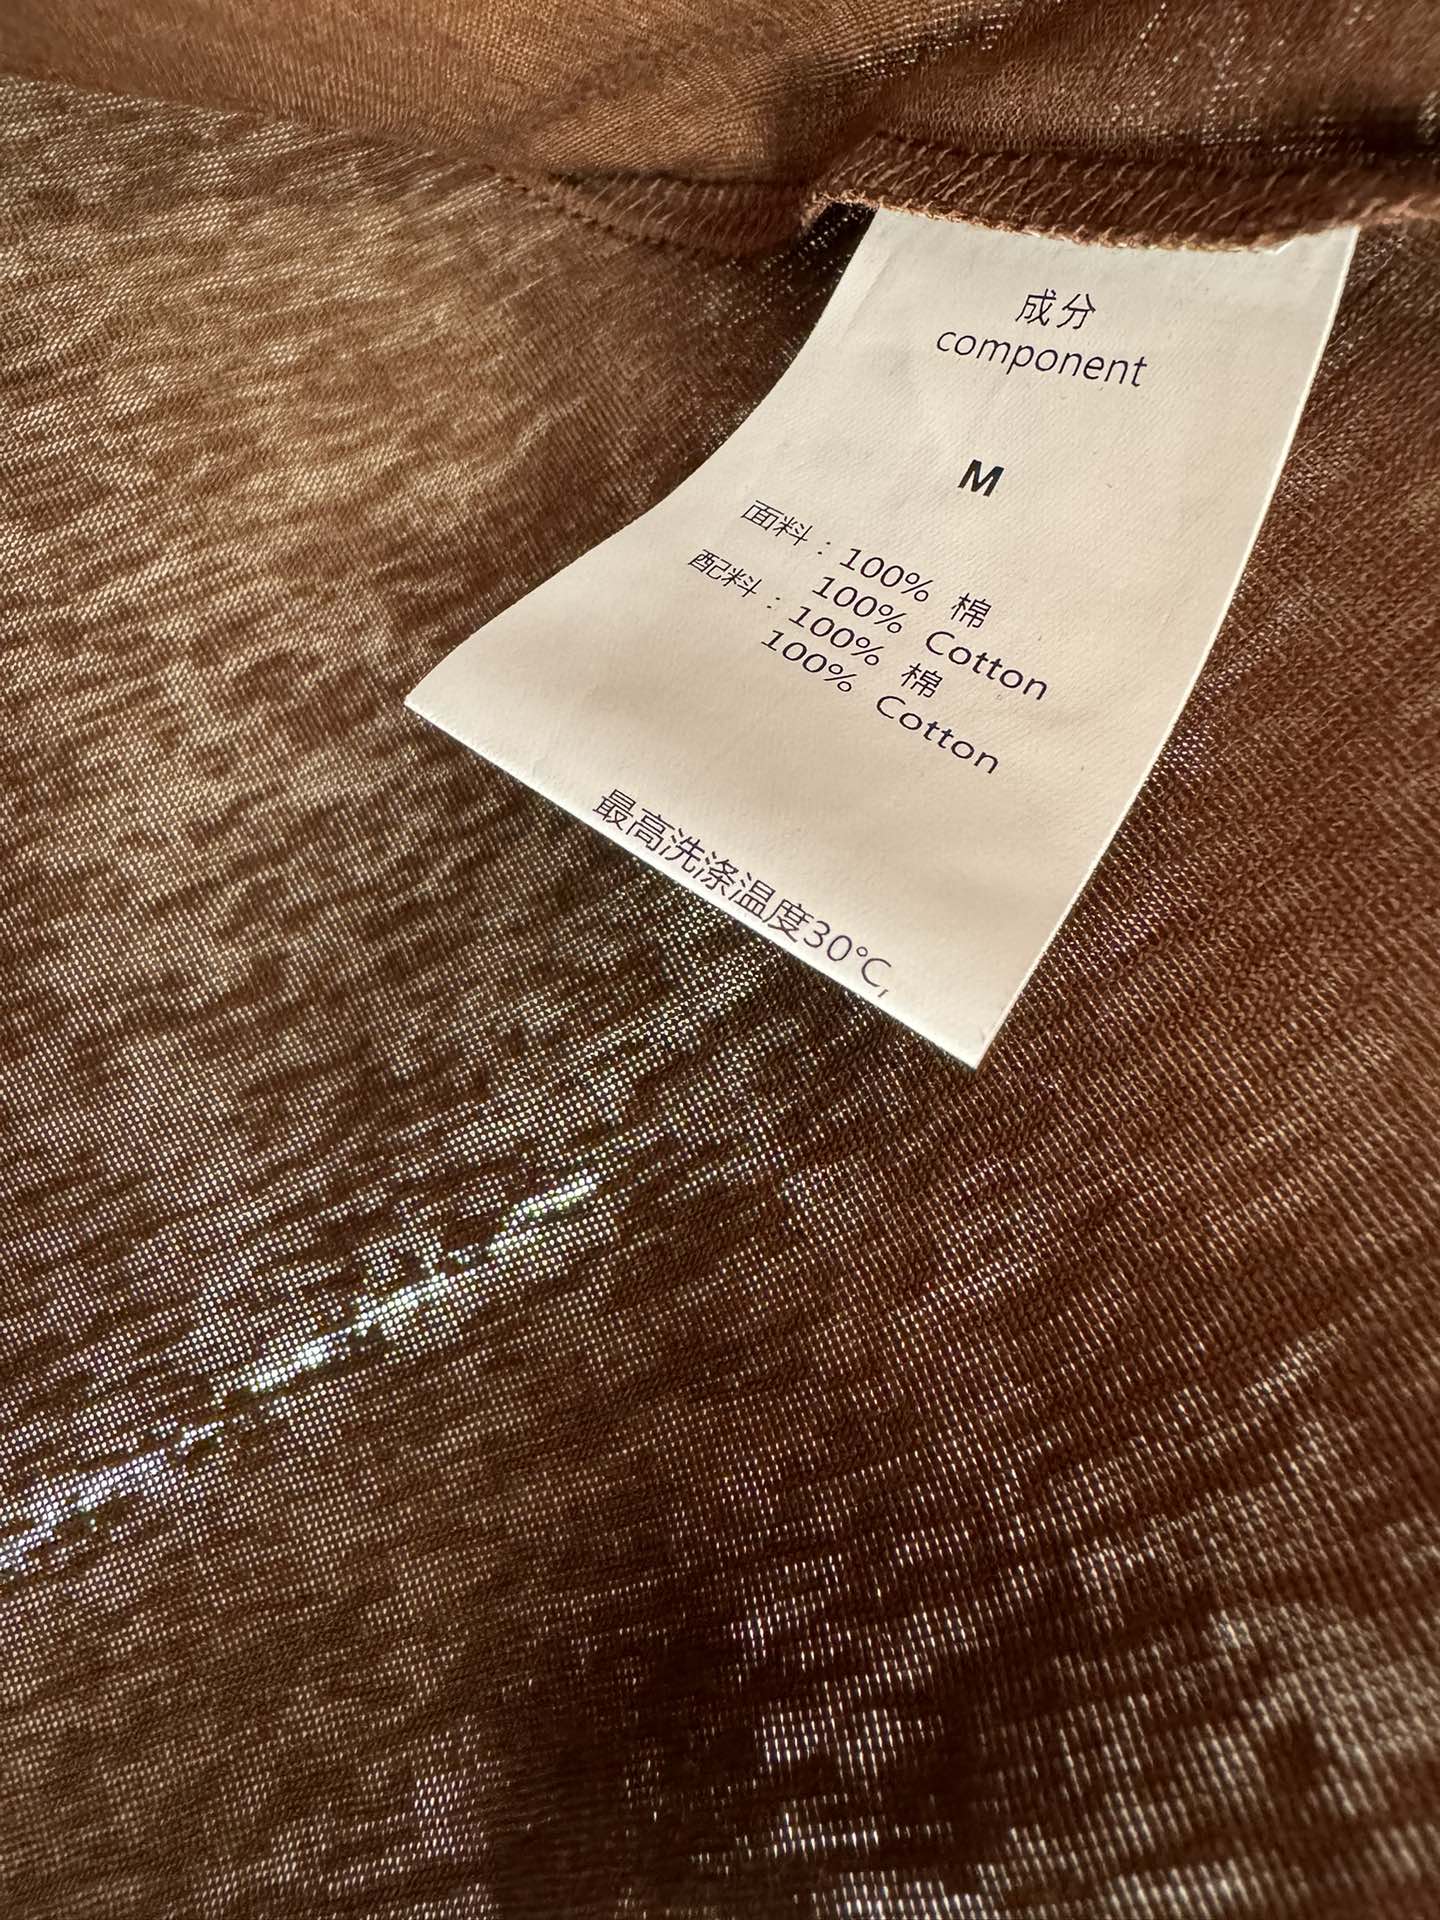 成分
component
M
面料：100% 棉
100% Cotton
配料：100% 棉
100% Cotton
最高洗涤温度30℃,